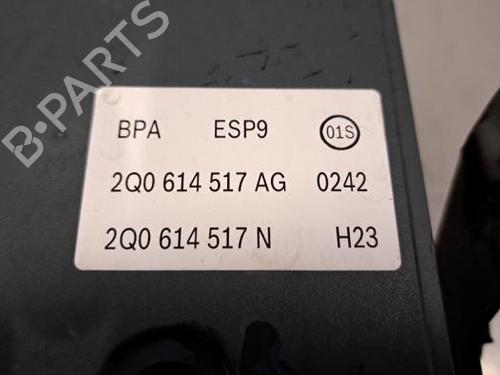 B-PARTS
BPA ESP9 01S
2Q0 614 517 AG 0242
2Q0 614 517 N H23